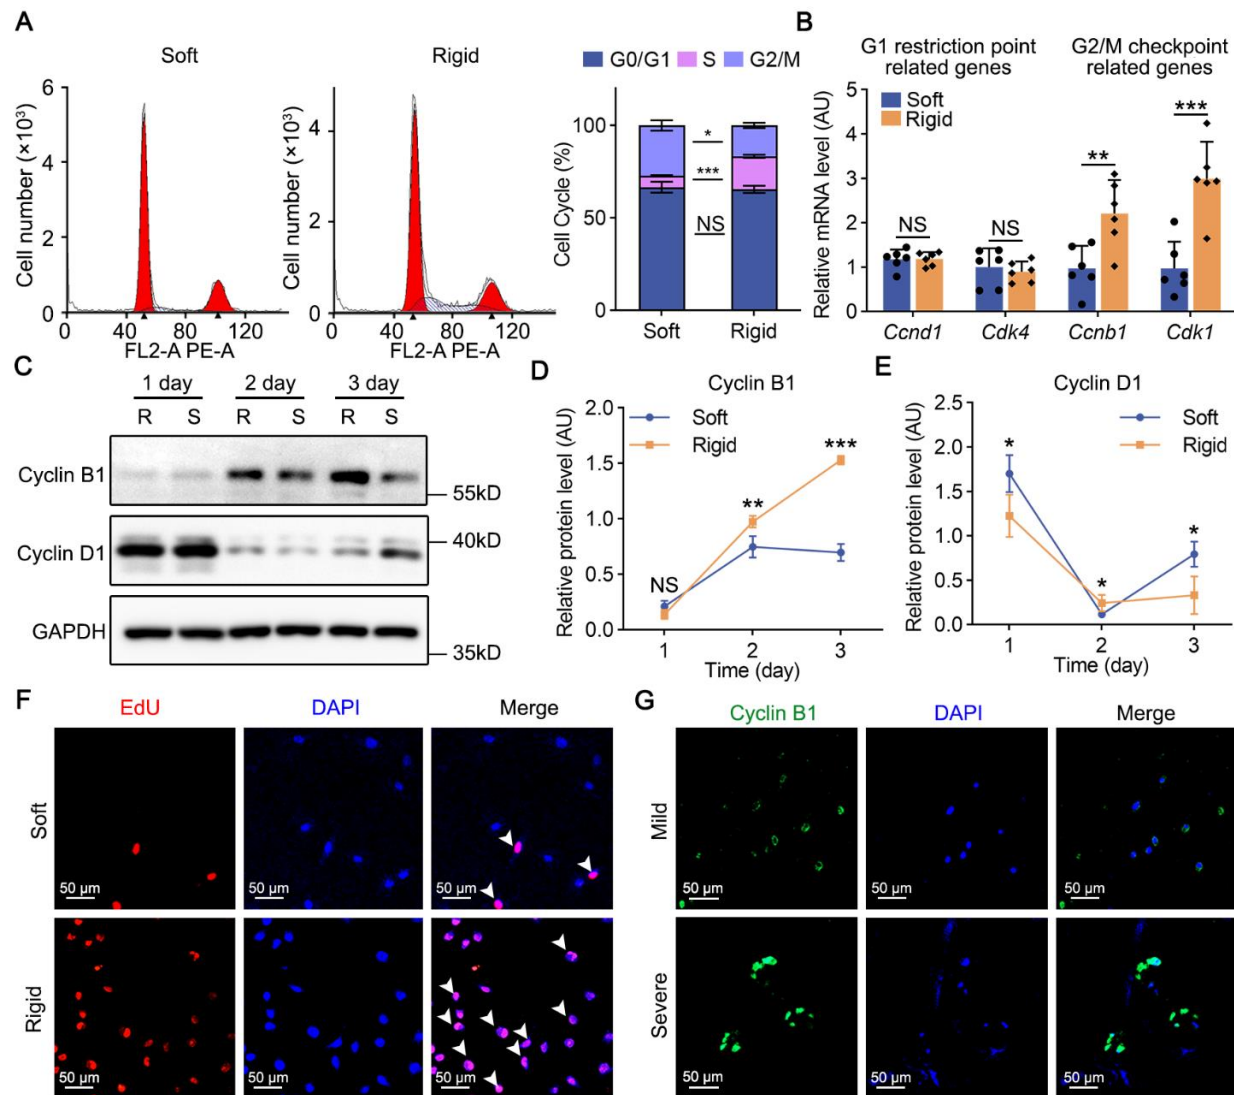 A
Soft
Rigid
Cell number (×10³)
6
4
2
0
0 40 80 120
FL2-A PE-A
Cell number (×10³)
4
2
0
0 40 80 120
FL2-A PE-A
G0/G1 S G2/M
Cell Cycle (%)
100
50
0
*
***
NS
Soft Rigid
B
G1 restriction point
related genes
G2/M checkpoint
related genes
Relative mRNA level (AU)
5
4
3
2
1
0
Soft
Rigid
NS
NS
**
***
Ccnd1 Cdk4 Ccnb1 Cdk1
C
1 day 2 day 3 day
R S R S R S
Cyclin B1
55kD
Cyclin D1
40kD
GAPDH
35kD
D
Cyclin B1
Relative protein level (AU)
2.0
1.5
1.0
0.5
0.0
Soft
Rigid
NS
**
***
1 2 3
Time (day)
E
Cyclin D1
Relative protein level (AU)
2.5
2.0
1.5
1.0
0.5
0.0
Soft
Rigid
*
*
*
1 2 3
Time (day)
F
EdU DAPI Merge
Soft
50 µm 50 µm 50 µm
Rigid
50 µm 50 µm 50 µm
G
Cyclin B1 DAPI Merge
Mild
50 µm 50 µm 50 µm
Severe
50 µm 50 µm 50 µm